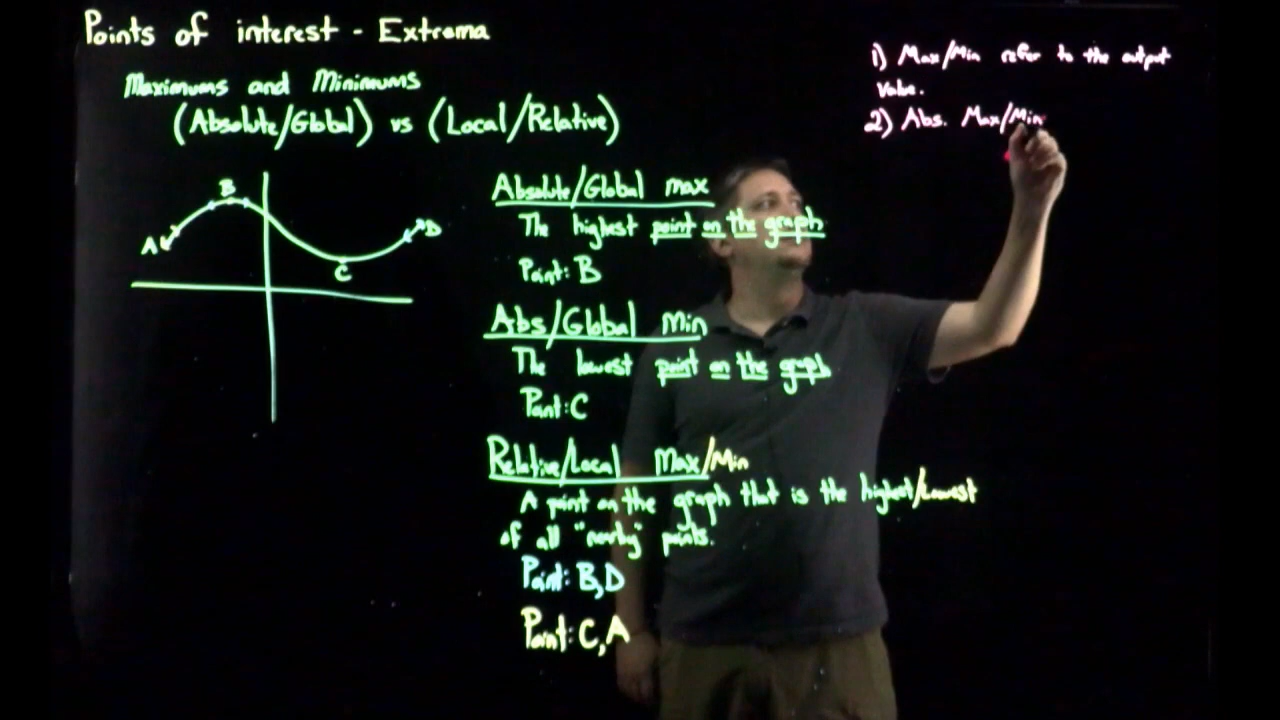 Points of interest - Extrema
Maximums and Minimums
(Absolute/Global) vs (Local/Relative)
A
B
C
D
Absolute/Global max
The highest point on the graph
Point: B
Abs/Global Min
The lowest point on the graph
Point: C
Relative/Local Max/Min
A point on the graph that is the highest/Lowest
of all "nearby" points.
Point: B, D
Point: C, A
1) Max/Min refer to the output
value.
2) Abs. Max/Min